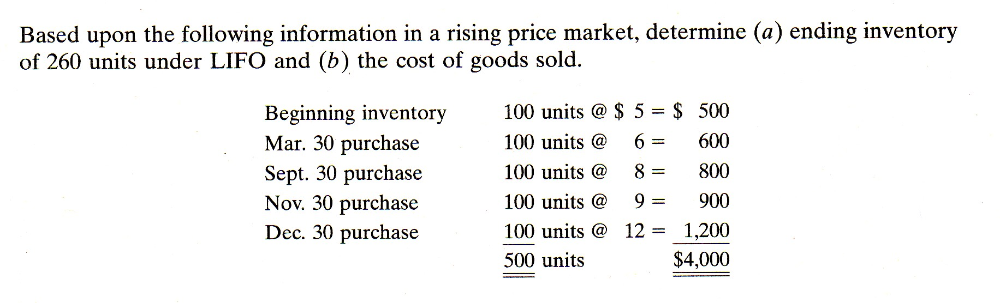 Based upon the following information in a rising price market, determine (a) ending inventory
of 260 units under LIFO and (b) the cost of goods sold.
Beginning inventory 100 units @ $ 5 = $ 500
Mar. 30 purchase 100 units @ 6 = 600
Sept. 30 purchase 100 units @ 8 = 800
Nov. 30 purchase 100 units @ 9 = 900
Dec. 30 purchase 100 units @ 12 = 1,200
500 units $4,000